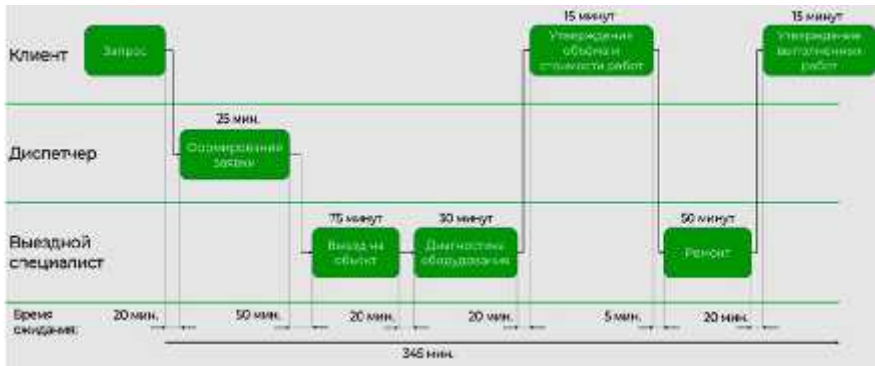 15 минут
15 минут
Клиент
Запрос
Утверждение
объёма и
стоимости работ
Утверждение
выполненных
работ
25 мин.
Диспетчер
Формирование
заявки
75 минут
30 минут
50 минут
Выездной
специалист
Выезд на
объект
Диагностика
оборудования
Ремонт
Время
ожидания:
20 мин.
50 мин.
20 мин.
20 мин.
5 мин.
20 мин.
345 мин.